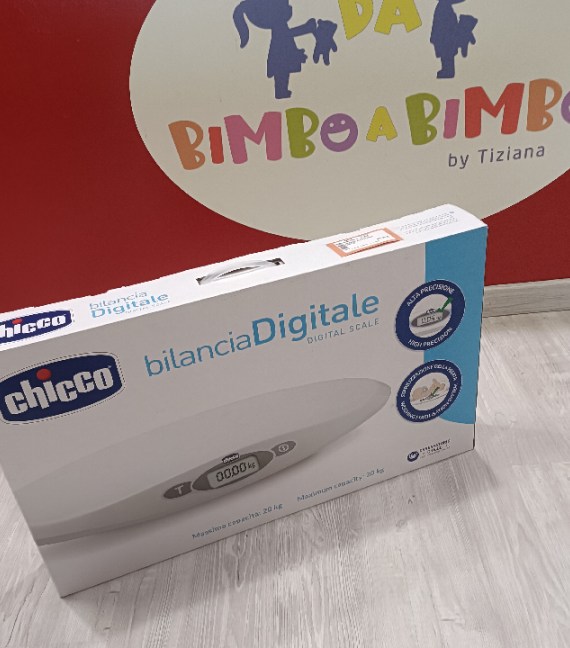 DA
BIMBO A BIMBO
by Tiziana
chicco
bilancia
Digitale
chicco
bilanciaDigitale
DIGITAL SCALE
ALTA PRECISIONE
HIGH PRECISION
00.00 kg
T
Massima capacità: 20 kg
Maximum capacity: 20 kg